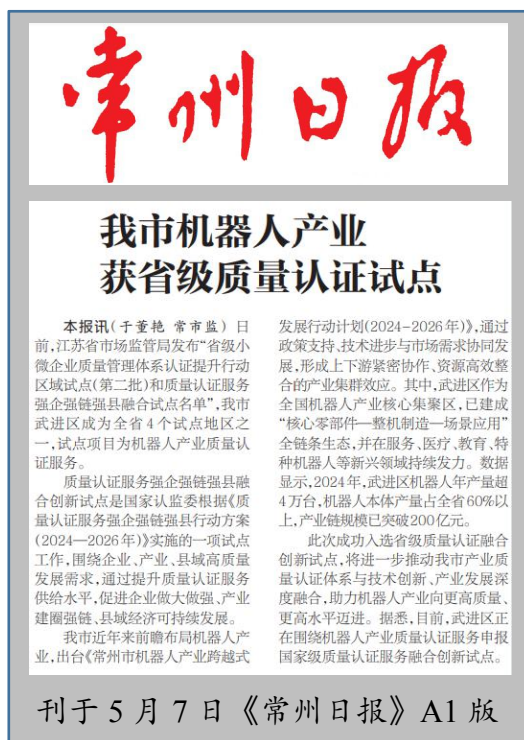 常州日报
我市机器人产业
获省级质量认证试点
本报讯(于董艳 常市监) 日
前,江苏省市场监管局发布“省级小
微企业质量管理体系认证提升行动
区域试点(第二批)和质量认证服务
强企强链强县融合试点名单”,我市
武进区成为全省4个试点地区之
一,试点项目为机器人产业质量认
证服务。
质量认证服务强企强链强县融
合创新试点是国家认监委根据《质
量认证服务强企强链强县行动方案
(2024—2026年)》实施的一项试点
工作,围绕企业、产业、县域高质量
发展需求,通过提升质量认证服务
供给水平,促进企业做大做强、产业
建圈强链、县域经济可持续发展。
我市近年来前瞻布局机器人产
业,出台《常州市机器人产业跨越式
发展行动计划(2024-2026年)》,通过
政策支持、技术进步与市场需求协同发
展,形成上下游紧密协作、资源高效整
合的产业集群效应。其中,武进区作为
全国机器人产业核心集聚区,已建成
“核心零部件—整机制造—场景应用”
全链条生态,并在服务、医疗、教育、特
种机器人等新兴领域持续发力。数据
显示,2024年,武进区机器人年产量超
4万台,机器人本体产量占全省60%以
上,产业链规模已突破200亿元。
此次成功入选省级质量认证融合
创新试点,将进一步推动我市产业质
量认证体系与技术创新、产业发展深
度融合,助力机器人产业向更高质量、
更高水平迈进。据悉,目前,武进区正
在围绕机器人产业质量认证服务申报
国家级质量认证服务融合创新试点。
刊于5月7日《常州日报》A1版